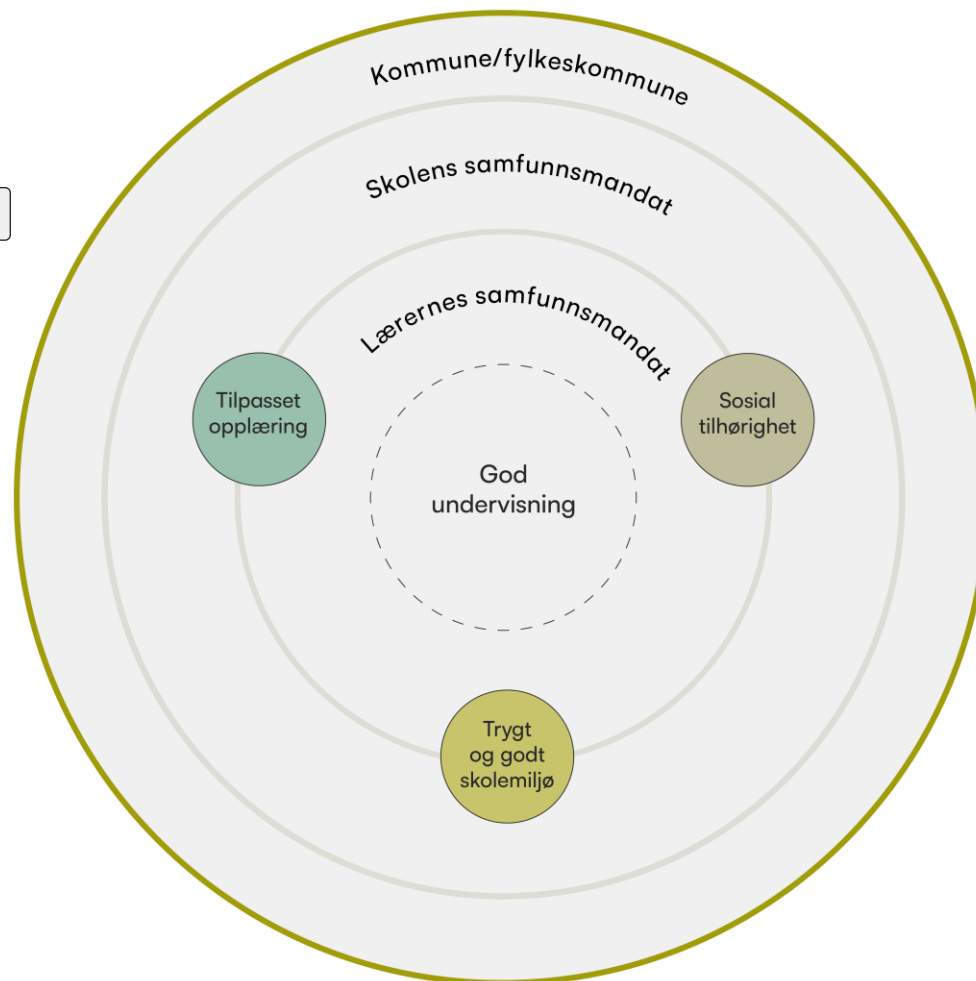 Kommune/fylkeskommune
Skolens samfunnsmandat
Lærernes samfunnsmandat
Tilpasset
opplæring
Sosial
tilhørighet
God
undervisning
Trygt
og godt
skolemiljø